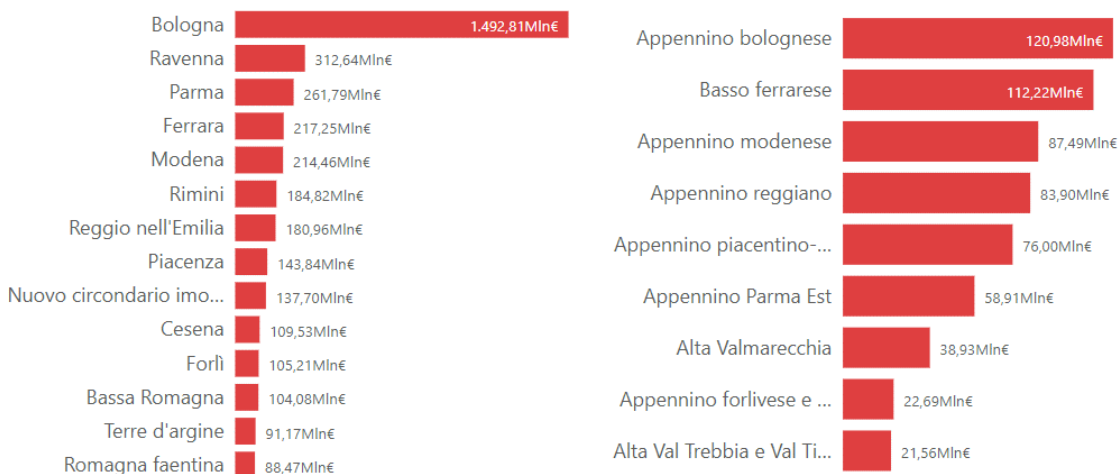 Bologna 1.492,81Mln€
Ravenna 312,64Mln€
Parma 261,79Mln€
Ferrara 217,25Mln€
Modena 214,46Mln€
Rimini 184,82Mln€
Reggio nell'Emilia 180,96Mln€
Piacenza 143,84Mln€
Nuovo circondario imo... 137,70Mln€
Cesena 109,53Mln€
Forlì 105,21Mln€
Bassa Romagna 104,08Mln€
Terre d'argine 91,17Mln€
Romagna faentina 88,47Mln€
Appennino bolognese 120,98Mln€
Basso ferrarese 112,22Mln€
Appennino modenese 87,49Mln€
Appennino reggiano 83,90Mln€
Appennino piacentino-... 76,00Mln€
Appennino Parma Est 58,91Mln€
Alta Valmarecchia 38,93Mln€
Appennino forlivese e ... 22,69Mln€
Alta Val Trebbia e Val Ti... 21,56Mln€